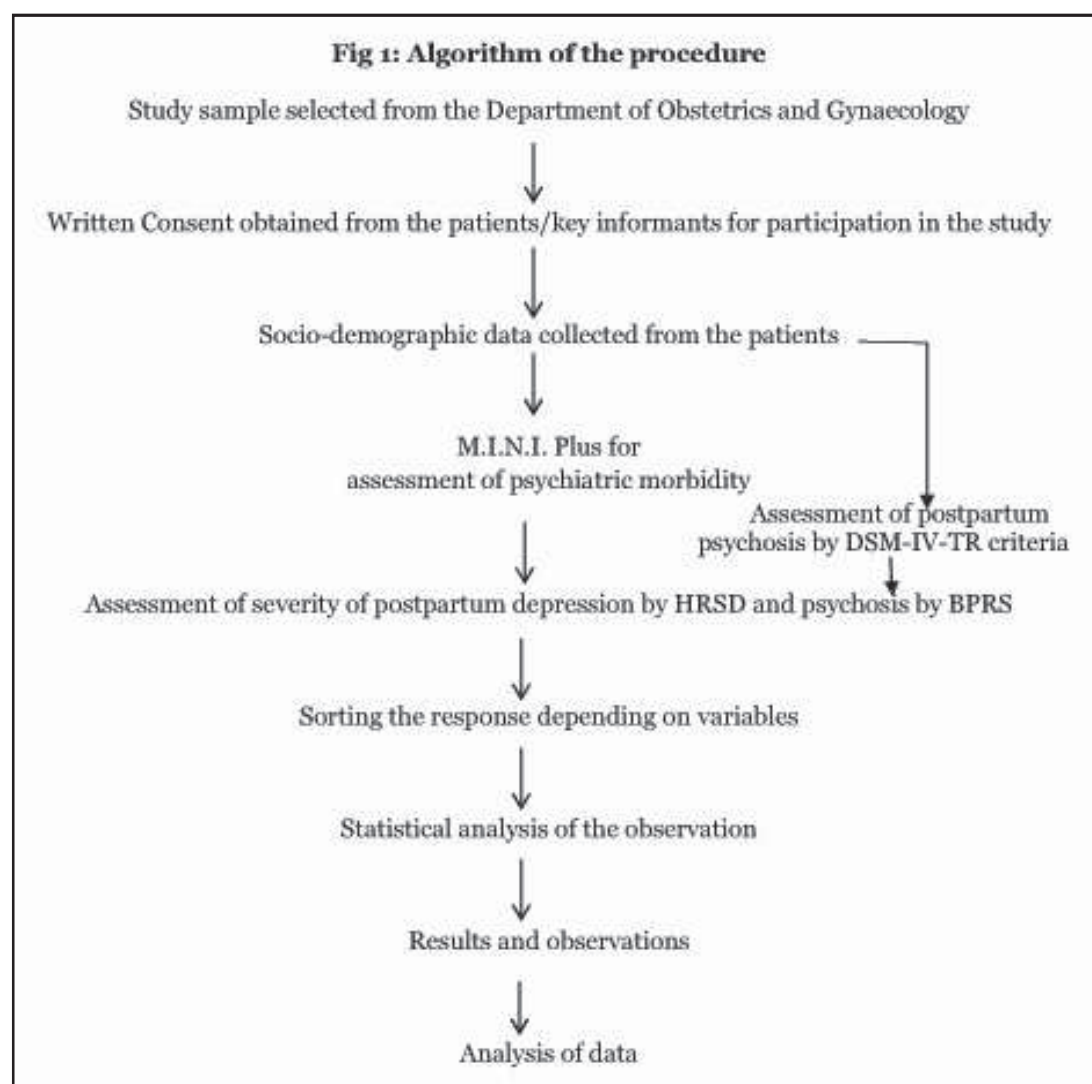 Fig 1: Algorithm of the procedure
Study sample selected from the Department of Obstetrics and Gynaecology
Written Consent obtained from the patients/key informants for participation in the study
Socio-demographic data collected from the patients
M.I.N.I. Plus for
assessment of psychiatric morbidity
Assessment of postpartum
psychosis by DSM-IV-TR criteria
Assessment of severity of postpartum depression by HRSD and psychosis by BPRS
Sorting the response depending on variables
Statistical analysis of the observation
Results and observations
Analysis of data